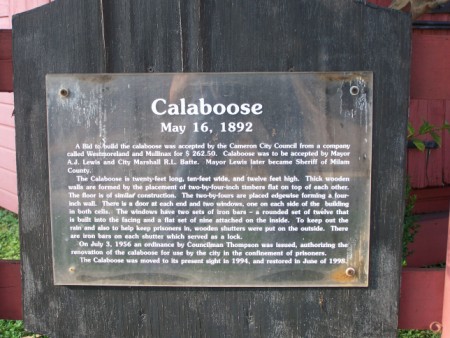 Calaboose
May 16, 1892
A Bid to build the calaboose was accepted by the Cameron City Council from a company
called Westmorsland and Mullinax for $ 262.50. Calaboose was to be accepted by Mayor
A.J. Lewis and City Marshall R.L. Batte. Mayor Lewis later became Sheriff of Milam
County.
The Calaboose is twenty-feet long, ten-feet wide, and twelve feet high. Thick wooden
walls are formed by the placement of two-by-four-inch timbers flat on top of each other.
The floor is of similar construction. The two-by-fours are placed edgewise forming a four-
inch wall. There is a door at each end and two windows, one on each side of the building
in both cells. The windows have two sets of iron bars - a rounded set of twelve that
is built into the facing and a flat set of nine attached on the inside. To keep out the
rain and also to help keep prisoners in, wooden shutters were put on the outside. There
are iron bars on each shutter which served as a lock.
On July 3, 1956 an ordinance by Councilman Thompson was issued, authorizing the
renovation of the calaboose for use by the city in the confinement of prisoners.
The Calaboose was moved to its present sight in 1994, and restored in June of 1998.